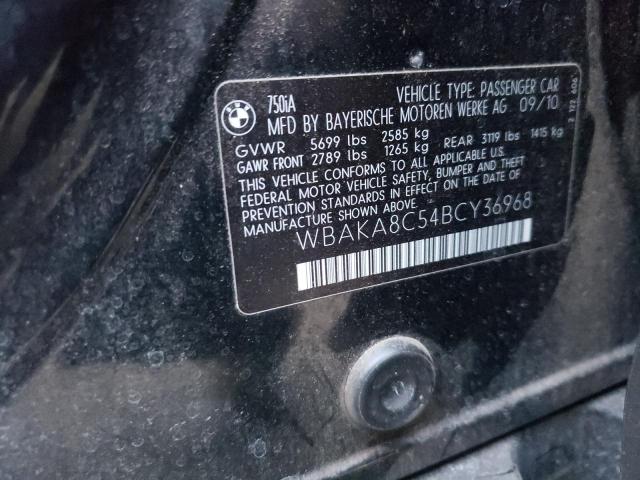 BMW
750iA VEHICLE TYPE: PASSENGER CAR
MFD BY BAYERISCHE MOTOREN WERKE AG 09/10
GVWR 5699 lbs 2585 kg
GAWR FRONT 2789 lbs 1265 kg REAR 3119 lbs 1415 kg
THIS VEHICLE CONFORMS TO ALL APPLICABLE U.S.
FEDERAL MOTOR VEHICLE SAFETY, BUMPER AND THEFT
PREVENTION STANDARDS IN EFFECT ON THE DATE OF
MANUFACTURE SHOWN ABOVE.
WBAKA8C54BCY36968